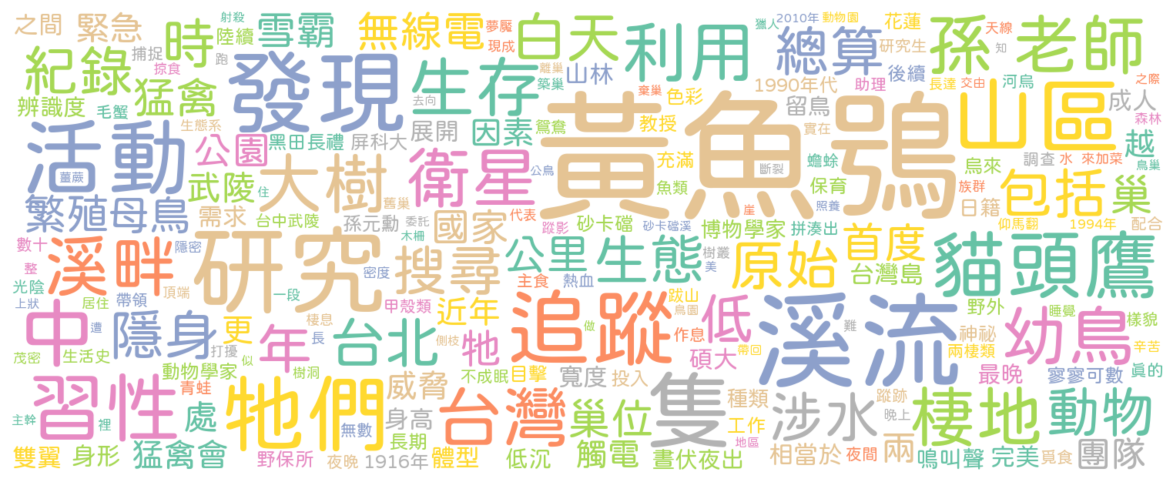 之間 緊急 時 射殺 陸續 雪霸 無線電 夢魘 現成 白天 利用 獵人 2010年 動物園 花蓮 總算 研究生 孫 老師 天線 知
紀錄 捕捉 掠食 跑 猛禽 發現 生存 離巢 築巢 山林 棄巢 色彩 1990年代 助理 後續 長達 交由 河烏 之際
辨識度 毛蟹 生態系 去向 黃魚鴞 留鳥 實在 山區 成人 森林
活動 公園 黑田長禮 屏科大 展開 因素 鴛鴦 教授 越 鳥巢
薑蕨 武陵 大樹 衛星 公鳥 充滿 斷裂 蟾蜍 烏來 調查 水 來加菜
繁殖母鳥 住 舊巢 魚類 照養 保育 日籍 族群 包括 巢
需求 台中武陵 孫元勳 委託 木柵 國家 代表 蹤影 崖 砂卡礑 砂卡礑溪 博物學家 拼湊出 仰馬翻 1994年 配合
數十 溪畔 隱密 研究 搜尋 公里 生態 樹叢 美 原始 首度 台灣島 貓頭鷹
整 光陰 上狀 居住 帶領 頂端 一段 密度 甲殼類 主食 熱血 跋山 鳥園 野外 睡覺 樣貌
中 遭 隱身 更 年 棲息 長 近年 側枝 台北 牠 追蹤 做 作息 低 難 溪流 神祕 兩棲類 幼鳥 辛苦
茂密 生活史 打擾 似 動物學家 樹洞 不成眠 目擊 寬度 投入 碩大 帶回 最晚 寥寥可數 真的
習性 青蛙 牠們 威脅 台灣 巢位 隻 種類 涉水 蹤跡 棲地 動物
主幹 裡 處 無數 身高 長期 工作 晚上
雙翼 身形 猛禽會 野保所 夜晚 1916年 體型 低沉 觸電 晝伏夜出 地區 相當於 夜間 兩 鳴叫聲 完美 覓食 團隊